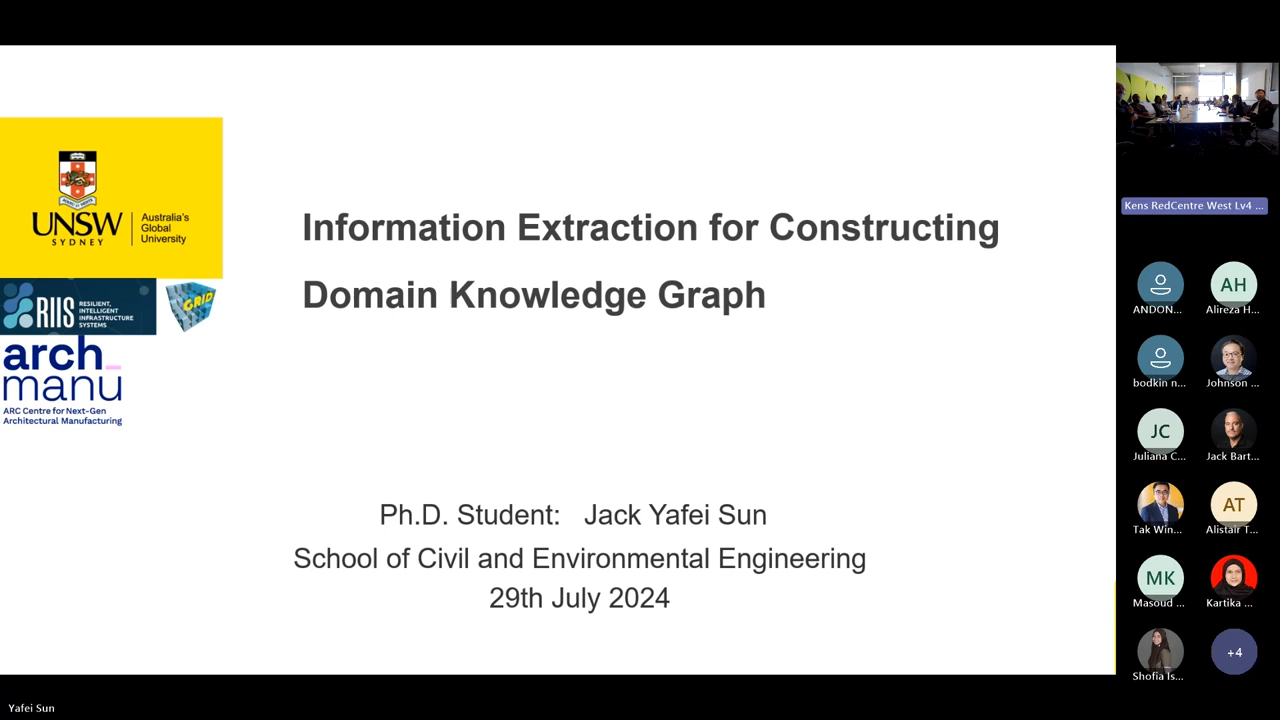 UNSW
SYDNEY
Australia's
Global
University
RIIS
RESILIENT,
INTELLIGENT
INFRASTRUCTURE
SYSTEMS
GRID
arch_
manu
ARC Centre for Next-Gen
Architectural Manufacturing
Information Extraction for Constructing
Domain Knowledge Graph
Ph.D. Student: Jack Yafei Sun
School of Civil and Environmental Engineering
29th July 2024
Kens RedCentre West Lv4 ...
ANDON...
AH
Alireza H...
bodkin n...
Johnson ...
JC
Juliana C...
Jack Bart...
Tak Win...
AT
Alistair T...
MK
Masoud ...
Kartika ...
Shofia Is...
+4
Yafei Sun